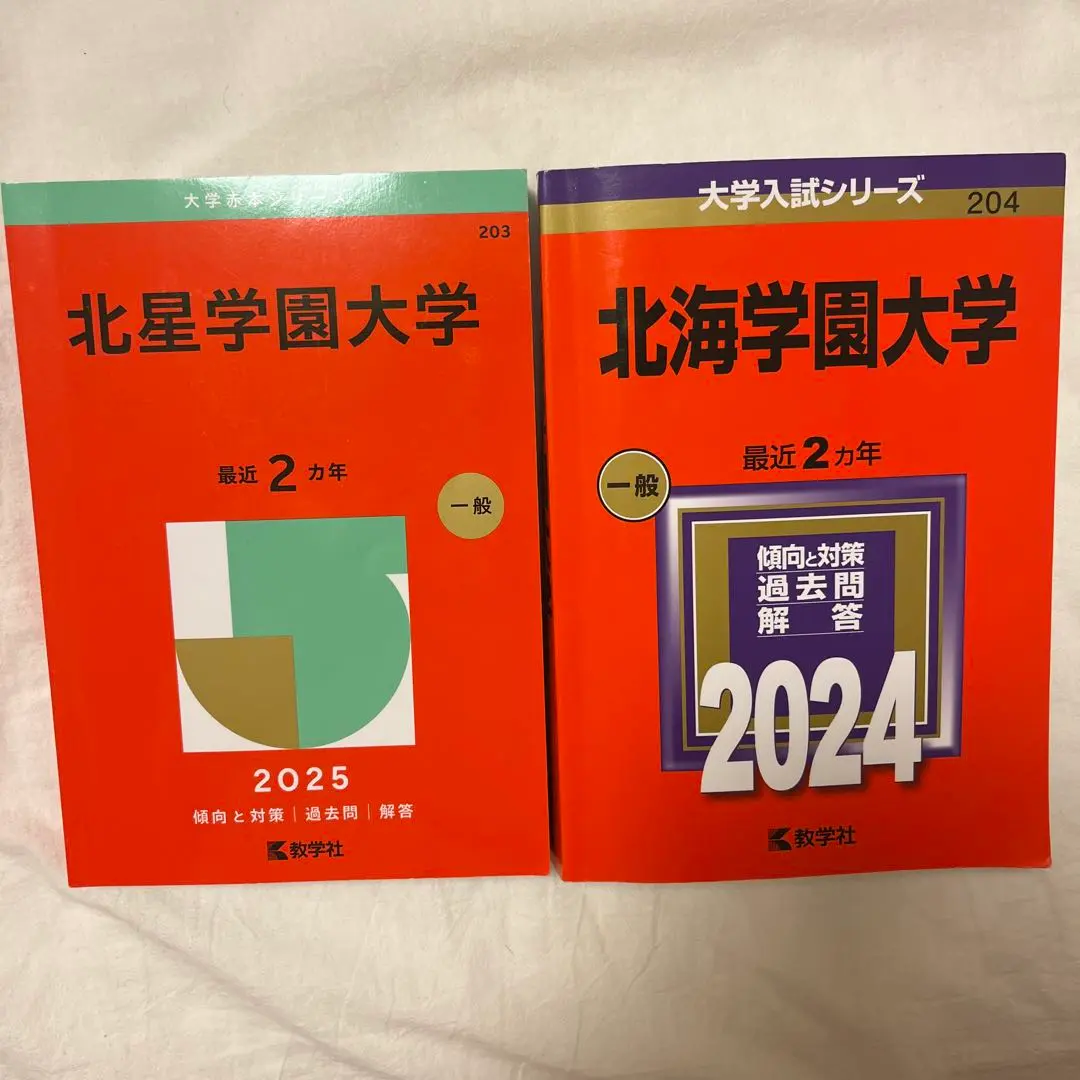 大学赤本シリーズ
203
北星学園大学
最近2カ年
一般
2025
傾向と対策｜過去問｜解答
教学社
大学入試シリーズ
204
北海学園大学
最近2カ年
一般
傾向と対策
過去問
解答
2024
教学社